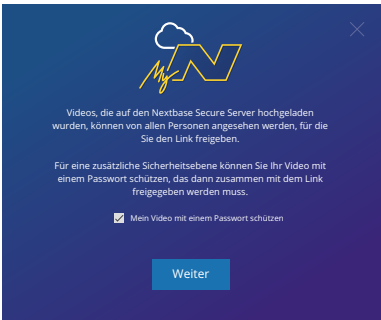 My N
Videos, die auf den Nextbase Secure Server hochgeladen
wurden, können von allen Personen angesehen werden, für die
Sie den Link freigeben.
Für eine zusätzliche Sicherheitsebene können Sie Ihr Video mit
einem Passwort schützen, das dann zusammen mit dem Link
freigegeben werden muss.
Mein Video mit einem Passwort schützen
Weiter